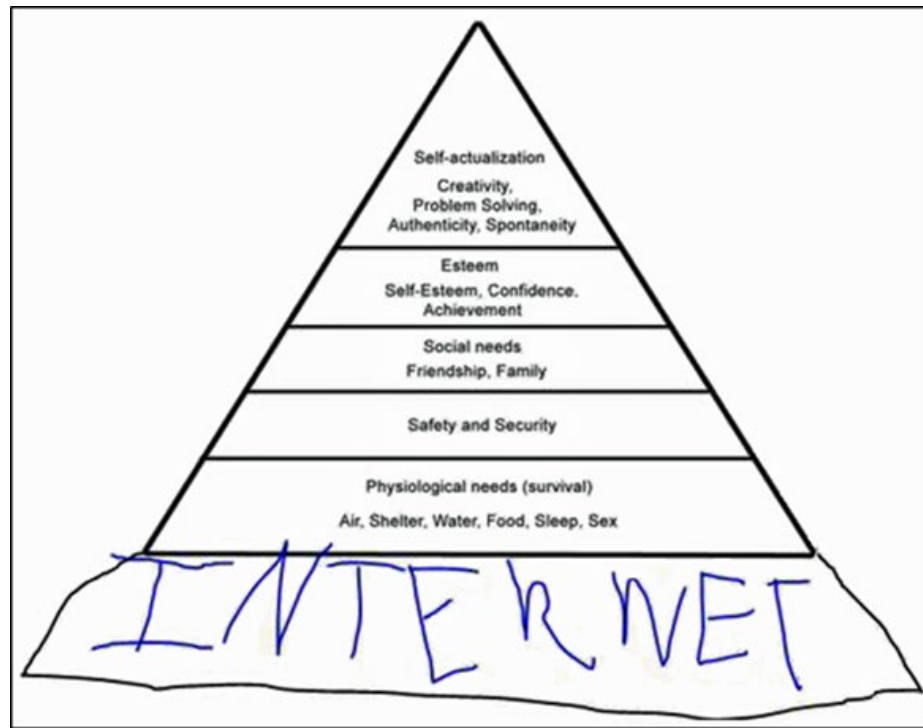 Self-actualization
Creativity,
Problem Solving,
Authenticity, Spontaneity
Esteem
Self-Esteem, Confidence,
Achievement
Social needs
Friendship, Family
Safety and Security
Physiological needs (survival)
Air, Shelter, Water, Food, Sleep, Sex
INTERNET